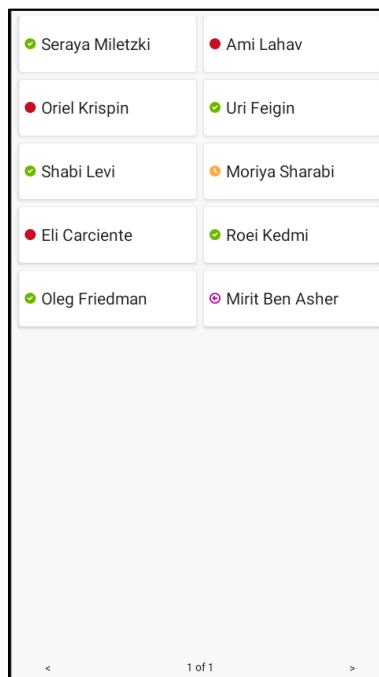 Seraya Miletzki
Ami Lahav
Oriel Krispin
Uri Feigin
Shabi Levi
Moriya Sharabi
Eli Carciente
Roei Kedmi
Oleg Friedman
Mirit Ben Asher
< 1 of 1 >